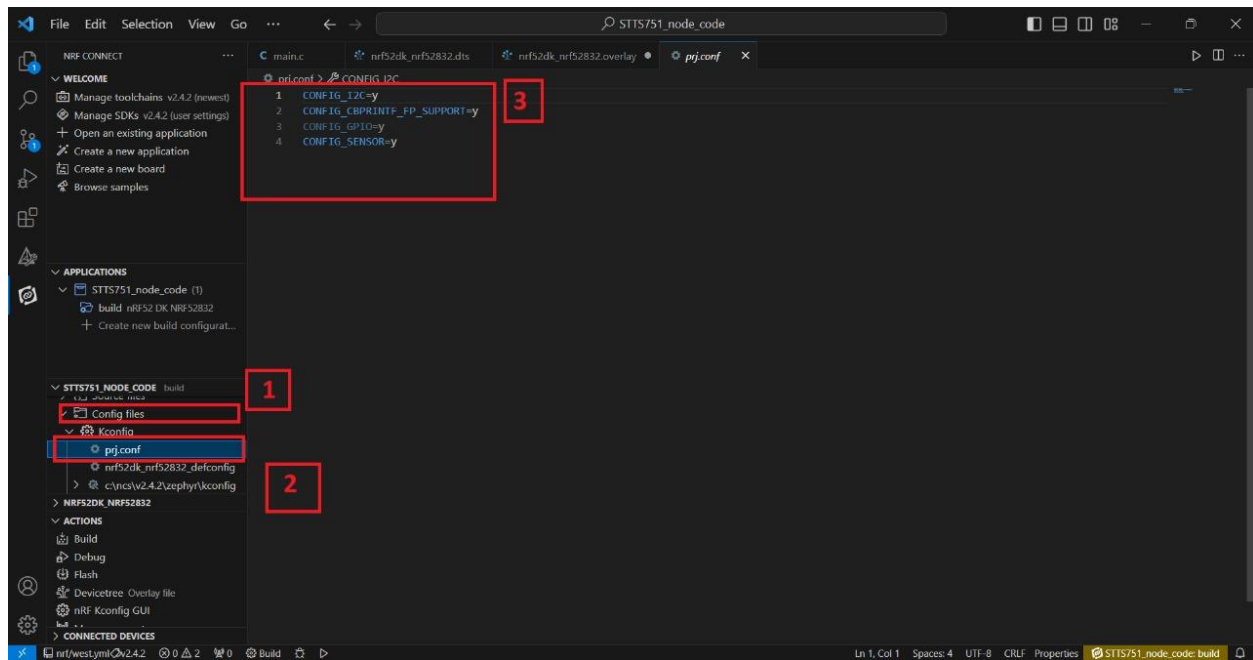 File Edit Selection View Go ··· STTS751_node_code
NRF CONNECT ···
WELCOME
Manage toolchains v2.4.2 (newest)
Manage SDKs v2.4.2 (user settings)
Open an existing application
Create a new application
Create a new board
Browse samples
APPLICATIONS
STTS751_node_code (1)
build nRF52 DK NRF52832
Create new build configurat...
STTS751_NODE_CODE build
Source files
Config files
Kconfig
prj.conf
nrf52dk_nrf52832_defconfig
c:\ncs\v2.4.2\zephyr\kconfig
NRF52DK_NRF52832
ACTIONS
Build
Debug
Flash
Devicetree Overlay file
nRF Kconfig GUI
CONNECTED DEVICES
C main.c nrf52dk_nrf52832.dts nrf52dk_nrf52832.overlay prj.conf
prj.conf > CONFIG_I2C
1 CONFIG_I2C=y
2 CONFIG_CBPRINTF_FP_SUPPORT=y
3 CONFIG_GPIO=y
4 CONFIG_SENSOR=y
3
1
2
nrf/west.yml v2.4.2 0 2 0 Build Ln 1, Col 1 Spaces: 4 UTF-8 CRLF Properties STTS751_node_code: build